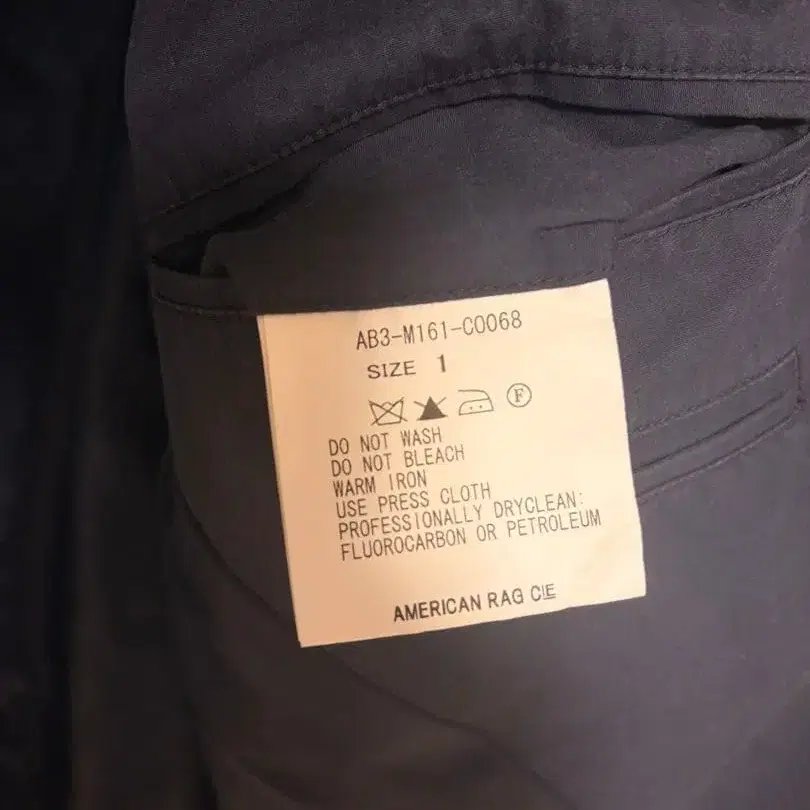 AB3-M161-C0068
SIZE 1
F
DO NOT WASH
DO NOT BLEACH
WARM IRON
USE PRESS CLOTH
PROFESSIONALLY DRYCLEAN:
FLUOROCARBON OR PETROLEUM
AMERICAN RAG CIE